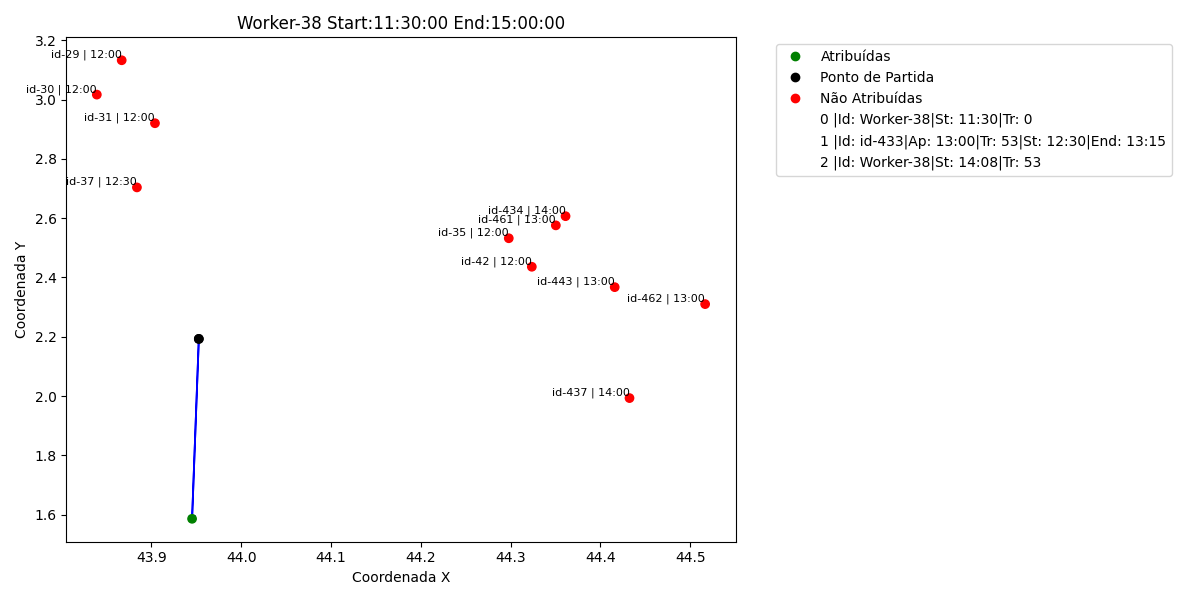 Worker-38 Start:11:30:00 End:15:00:00
3.2
3.0
2.8
2.6
2.4
2.2
2.0
1.8
1.6
Coordenada Y
id-29 | 12:00
id-30 | 12:00
id-31 | 12:00
id-37 | 12:30
id-434 | 14:00
id-461 | 13:00
id-35 | 12:00
id-42 | 12:00
id-443 | 13:00
id-462 | 13:00
id-437 | 14:00
43.9
44.0
44.1
44.2
44.3
44.4
44.5
Coordenada X
Atribuídas
Ponto de Partida
Não Atribuídas
0 |Id: Worker-38|St: 11:30|Tr: 0
1 |Id: id-433|Ap: 13:00|Tr: 53|St: 12:30|End: 13:15
2 |Id: Worker-38|St: 14:08|Tr: 53